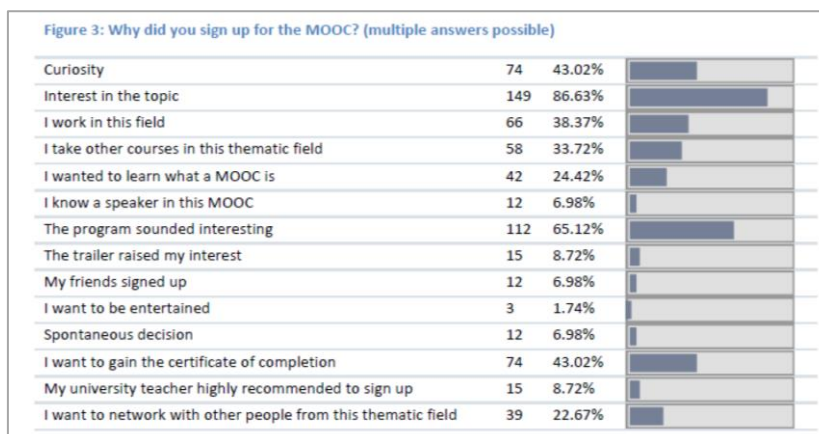 Figure 3: Why did you sign up for the MOOC? (multiple answers possible)
Curiosity 74 43.02%
Interest in the topic 149 86.63%
I work in this field 66 38.37%
I take other courses in this thematic field 58 33.72%
I wanted to learn what a MOOC is 42 24.42%
I know a speaker in this MOOC 12 6.98%
The program sounded interesting 112 65.12%
The trailer raised my interest 15 8.72%
My friends signed up 12 6.98%
I want to be entertained 3 1.74%
Spontaneous decision 12 6.98%
I want to gain the certificate of completion 74 43.02%
My university teacher highly recommended to sign up 15 8.72%
I want to network with other people from this thematic field 39 22.67%